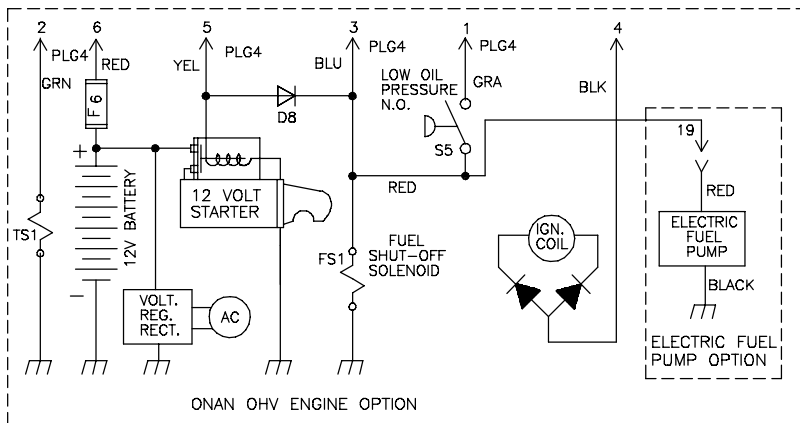 2
6
5
3
1
4
PLG4
PLG4
PLG4
PLG4
RED
YEL
BLU
GRN
GRA
BLK
LOW OIL
PRESSURE
N.O.
F6
D8
S5
19
+
12V BATTERY
12 VOLT
STARTER
RED
RED
TS1
FS1
FUEL
SHUT-OFF
SOLENOID
IGN.
COIL
ELECTRIC
FUEL
PUMP
BLACK
–
VOLT.
REG.
RECT.
AC
ELECTRIC FUEL
PUMP OPTION
ONAN OHV ENGINE OPTION